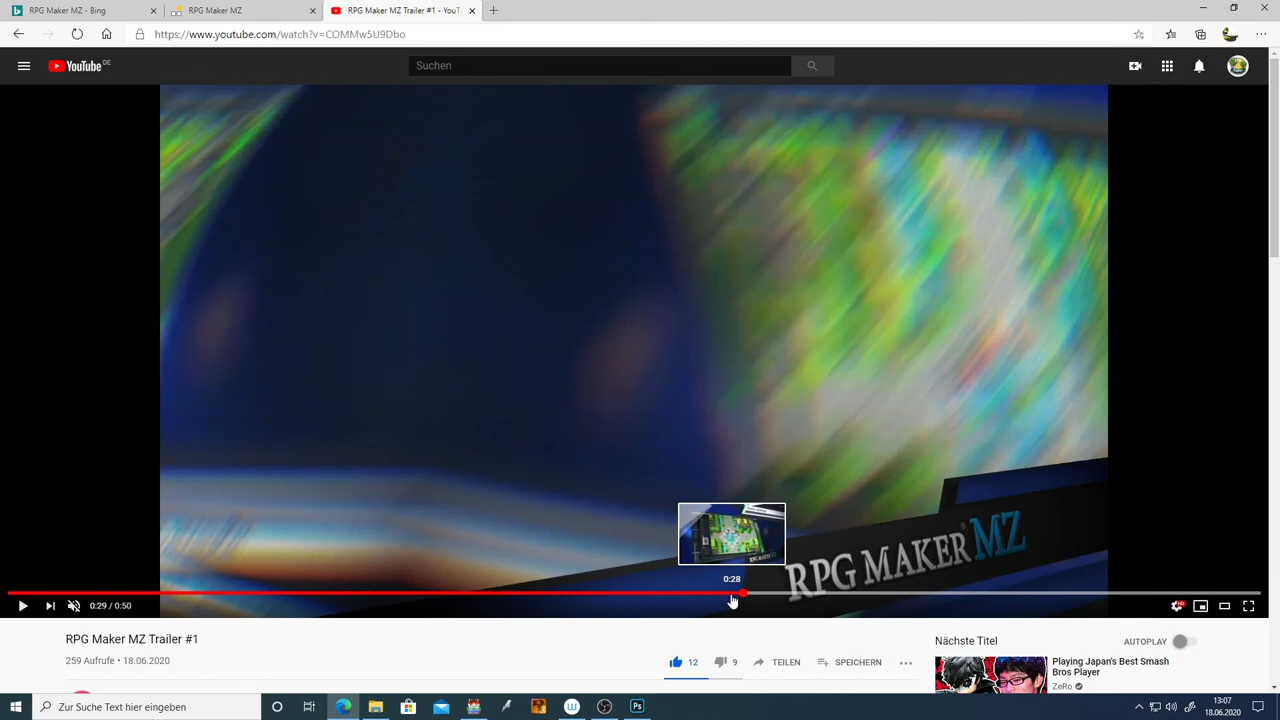 RPG Maker MZ - Bing
RPG Maker MZ
RPG Maker MZ Trailer #1 - YouT
https://www.youtube.com/watch?v=COMMw5U9Dbo
YouTube DE
Suchen
RPG MAKER MZ
0:28
0:29 / 0:50
HD
RPG Maker MZ Trailer #1
259 Aufrufe • 18.06.2020
12
9
TEILEN
SPEICHERN
Nächste Titel
AUTOPLAY
Playing Japan's Best Smash
Bros Player
ZeRo
Zur Suche Text hier eingeben
13:07
18.06.2020